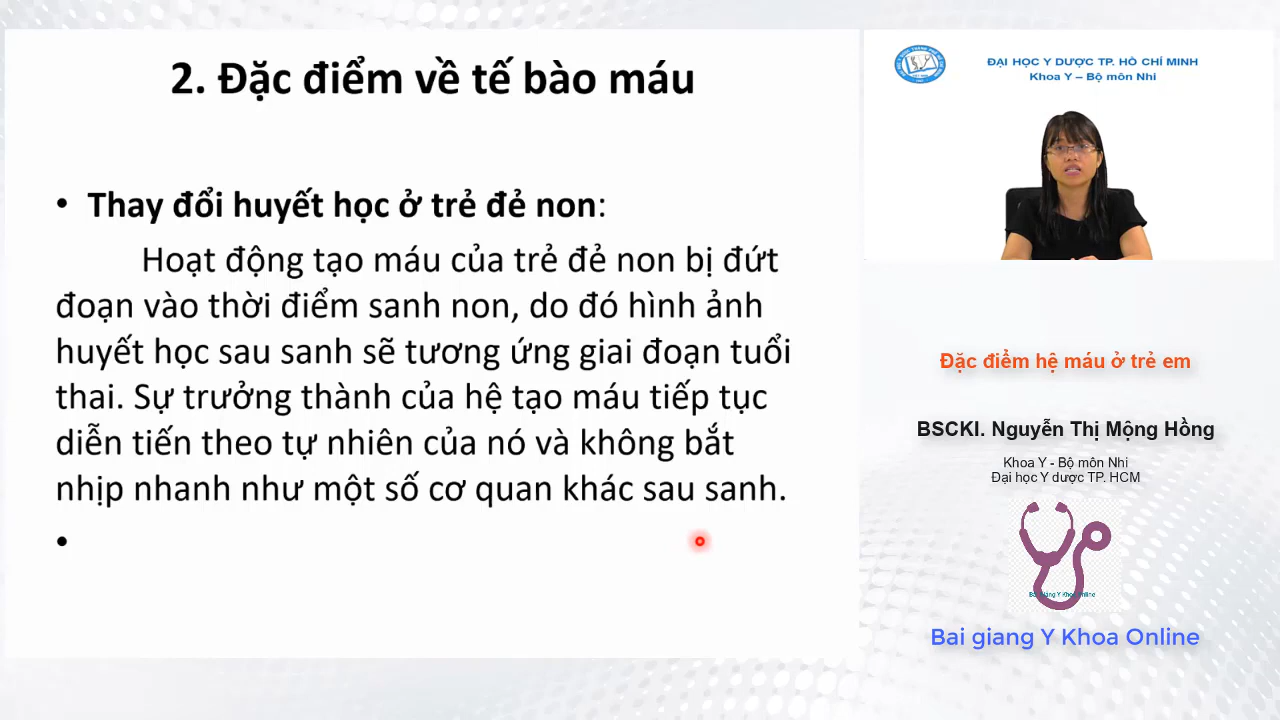 2. Đặc điểm về tế bào máu
• Thay đổi huyết học ở trẻ đẻ non:
Hoạt động tạo máu của trẻ đẻ non bị đứt
đoạn vào thời điểm sanh non, do đó hình ảnh
huyết học sau sanh sẽ tương ứng giai đoạn tuổi
thai. Sự trưởng thành của hệ tạo máu tiếp tục
diễn tiến theo tự nhiên của nó và không bắt
nhịp nhanh như một số cơ quan khác sau sanh.
•
ĐẠI HỌC Y DƯỢC TP. HỒ CHÍ MINH
Khoa Y – Bộ môn Nhi
Đặc điểm hệ máu ở trẻ em
BSCKI. Nguyễn Thị Mộng Hồng
Khoa Y - Bộ môn Nhi
Đại học Y dược TP. HCM
Bài Giảng Y Khoa Online
Bai giang Y Khoa Online